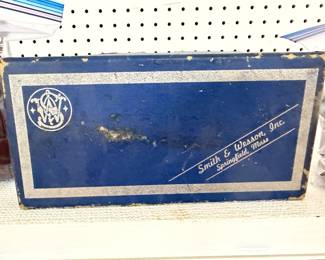 Smith & Wesson, Inc.
Springfield, Mass